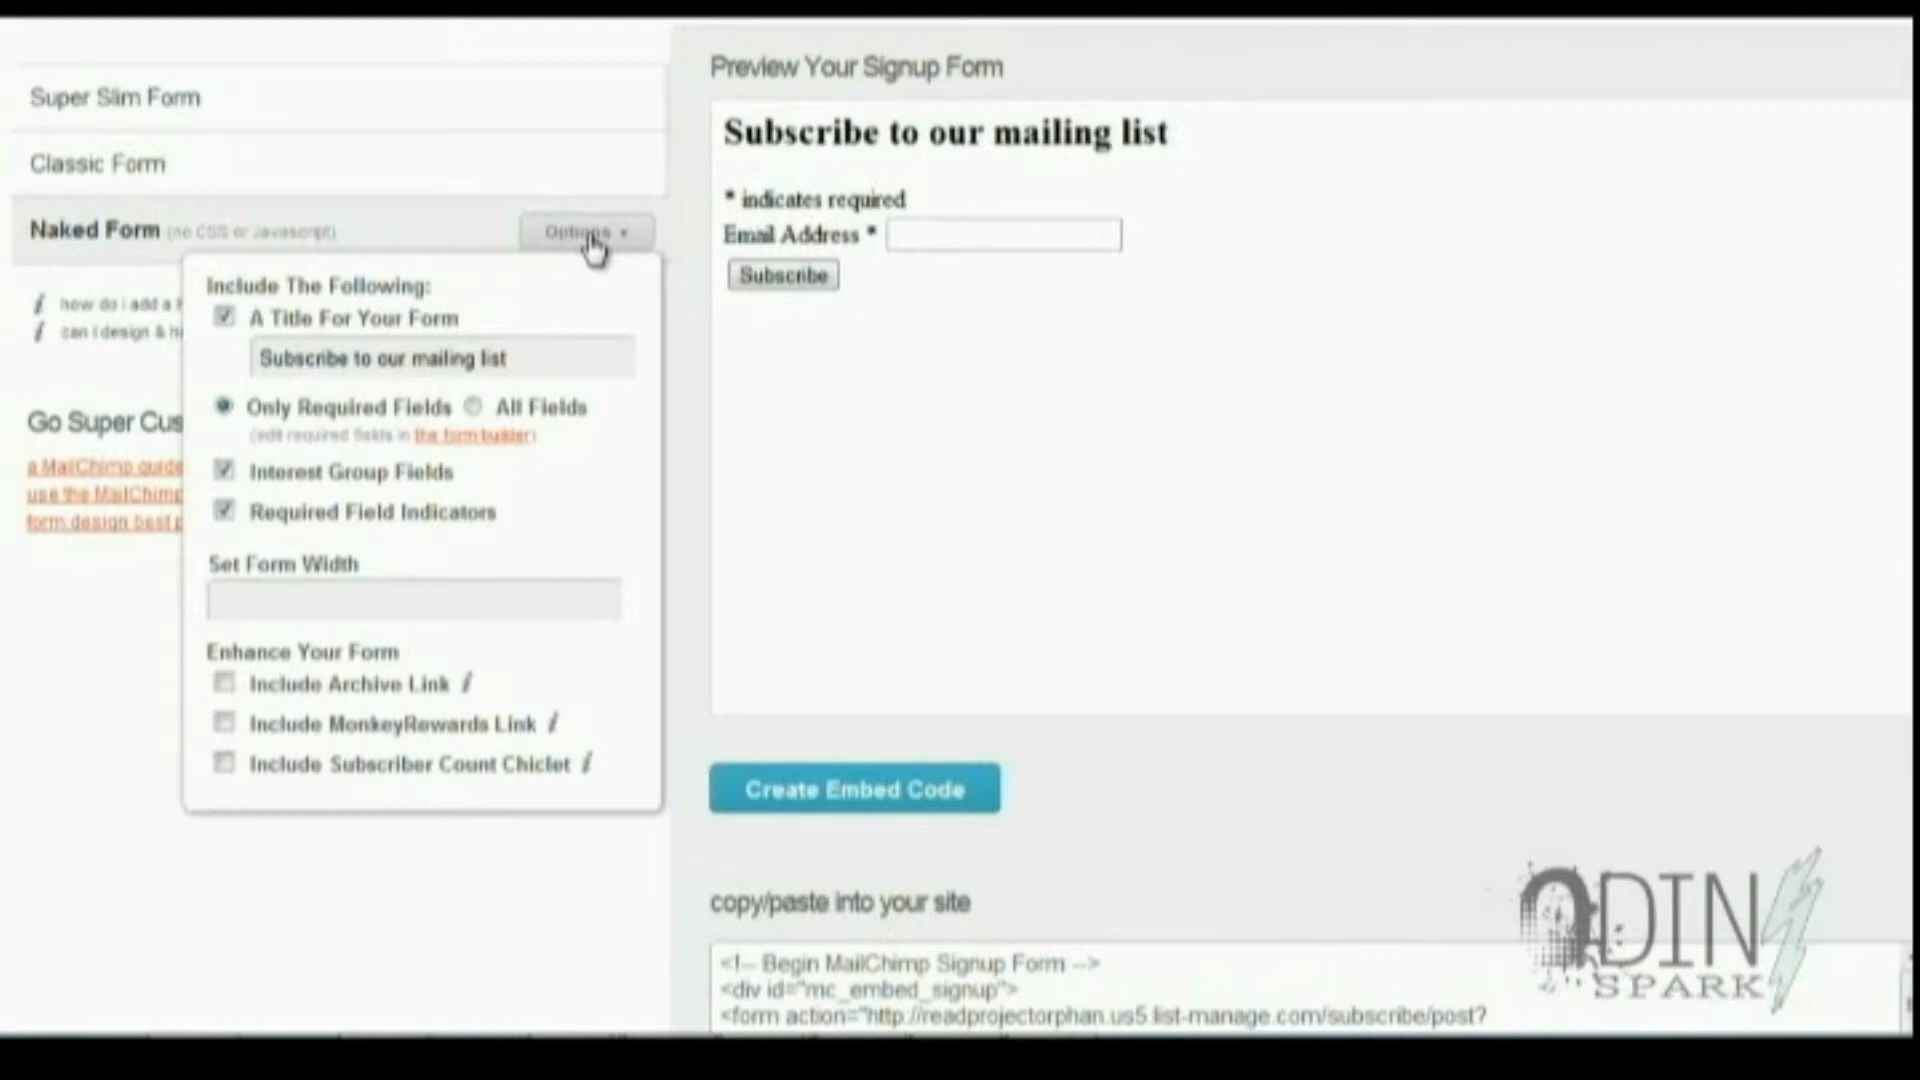 Super Slim Form
Classic Form
Naked Form (no CSS or Javascript)
Options
how do i add a
can i design &
Go Super Cus
a MailChimp guide
use the MailChimp
form design best
Include The Following:
A Title For Your Form
Subscribe to our mailing list
Only Required Fields All Fields
(edit required fields in the form builder)
Interest Group Fields
Required Field Indicators
Set Form Width
Enhance Your Form
Include Archive Link i
Include MonkeyRewards Link i
Include Subscriber Count Chiclet i
Preview Your Signup Form
Subscribe to our mailing list
* indicates required
Email Address *
Subscribe
Create Embed Code
copy/paste into your site
<!-- Begin MailChimp Signup Form -->
<div id="mc_embed_signup">
<form action="http://readprojectorphan.us5.list-manage.com/subscribe/post?
ODIN
SPARK